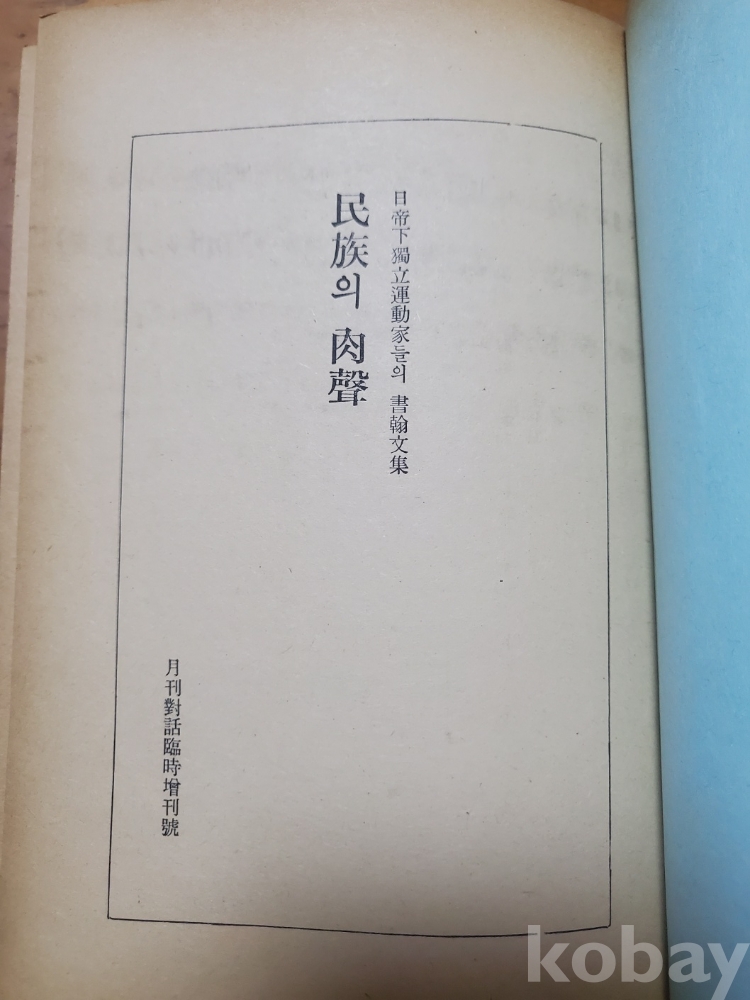 日帝下獨立運動家들의 書翰文集
民族의 肉聲
月刊對話臨時增刊號
kobay